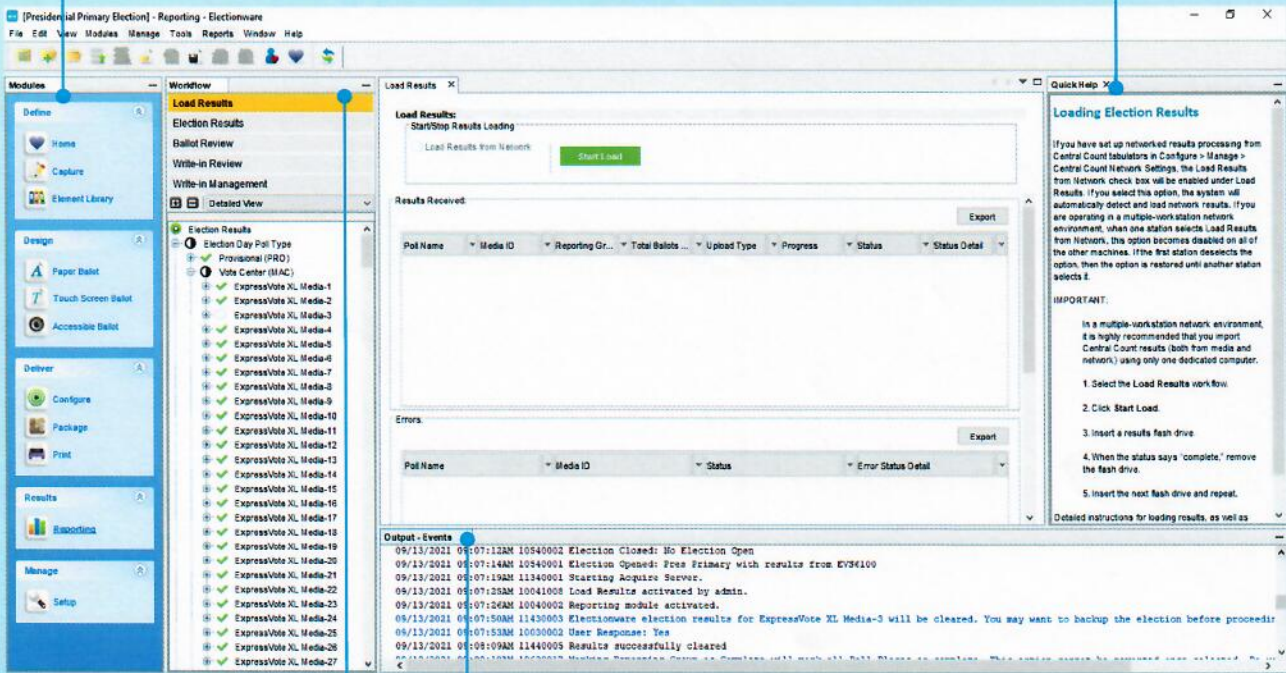 [Presidential Primary Election] - Reporting - Electionware
File Edit View Modules Manage Tools Reports Window Help
Modules
Define
Home
Capture
Element Library
Design
Paper Ballot
Touch Screen Ballot
Accessible Ballot
Deliver
Configure
Package
Print
Results
Reporting
Manage
Setup
Workflow
Load Results
Election Results
Ballot Review
Write-in Review
Write-in Management
Detailed View
Election Results
Election Day Poll Type
Provisional (PRO)
Vote Center (MAC)
ExpressVote XL Media-1
ExpressVote XL Media-2
ExpressVote XL Media-3
ExpressVote XL Media-4
ExpressVote XL Media-5
ExpressVote XL Media-6
ExpressVote XL Media-7
ExpressVote XL Media-8
ExpressVote XL Media-9
ExpressVote XL Media-10
ExpressVote XL Media-11
ExpressVote XL Media-12
ExpressVote XL Media-13
ExpressVote XL Media-14
ExpressVote XL Media-15
ExpressVote XL Media-16
ExpressVote XL Media-17
ExpressVote XL Media-18
ExpressVote XL Media-19
ExpressVote XL Media-20
ExpressVote XL Media-21
ExpressVote XL Media-22
ExpressVote XL Media-23
ExpressVote XL Media-24
ExpressVote XL Media-25
ExpressVote XL Media-26
ExpressVote XL Media-27
Load Results X
Load Results:
Start/Stop Results Loading
Load Results from Network
Start Load
Results Received:
Export
Poll Name Media ID Reporting Gr... Total Ballots ... Upload Type Progress Status Status Detail
Errors:
Export
Poll Name Media ID Status Error Status Detail
Output - Events
09/13/2021 09:07:12AM 10540002 Election Closed: No Election Open
09/13/2021 09:07:14AM 10540001 Election Opened: Pres Primary with results from EVS6100
09/13/2021 09:07:19AM 11340001 Starting Acquire Server.
09/13/2021 09:07:25AM 10041008 Load Results activated by admin.
09/13/2021 09:07:26AM 10040002 Reporting module activated.
09/13/2021 09:07:50AM 11430003 Electionware election results for ExpressVote XL Media-3 will be cleared. You may want to backup the election before proceedin
09/13/2021 09:07:53AM 10030002 User Response: Yes
09/13/2021 09:08:09AM 11440005 Results successfully cleared
Quick Help X
Loading Election Results
If you have set up networked results processing from
Central Count tabulators in Configure > Manage >
Central Count Network Settings, the Load Results
from Network check box will be enabled under Load
Results. If you select this option, the system will
automatically detect and load network results. If you
are operating in a multiple-workstation network
environment, when one station selects Load Results
from Network, this option becomes disabled on all of
the other machines. If the first station deselects the
option, then the option is restored until another station
selects it.
IMPORTANT:
In a multiple-workstation network environment,
it is highly recommended that you import
Central Count results (both from media and
network) using only one dedicated computer.
1. Select the Load Results workflow.
2. Click Start Load.
3. Insert a results flash drive.
4. When the status says "complete," remove
the flash drive.
5. Insert the next flash drive and repeat.
Detailed instructions for loading results, as well as